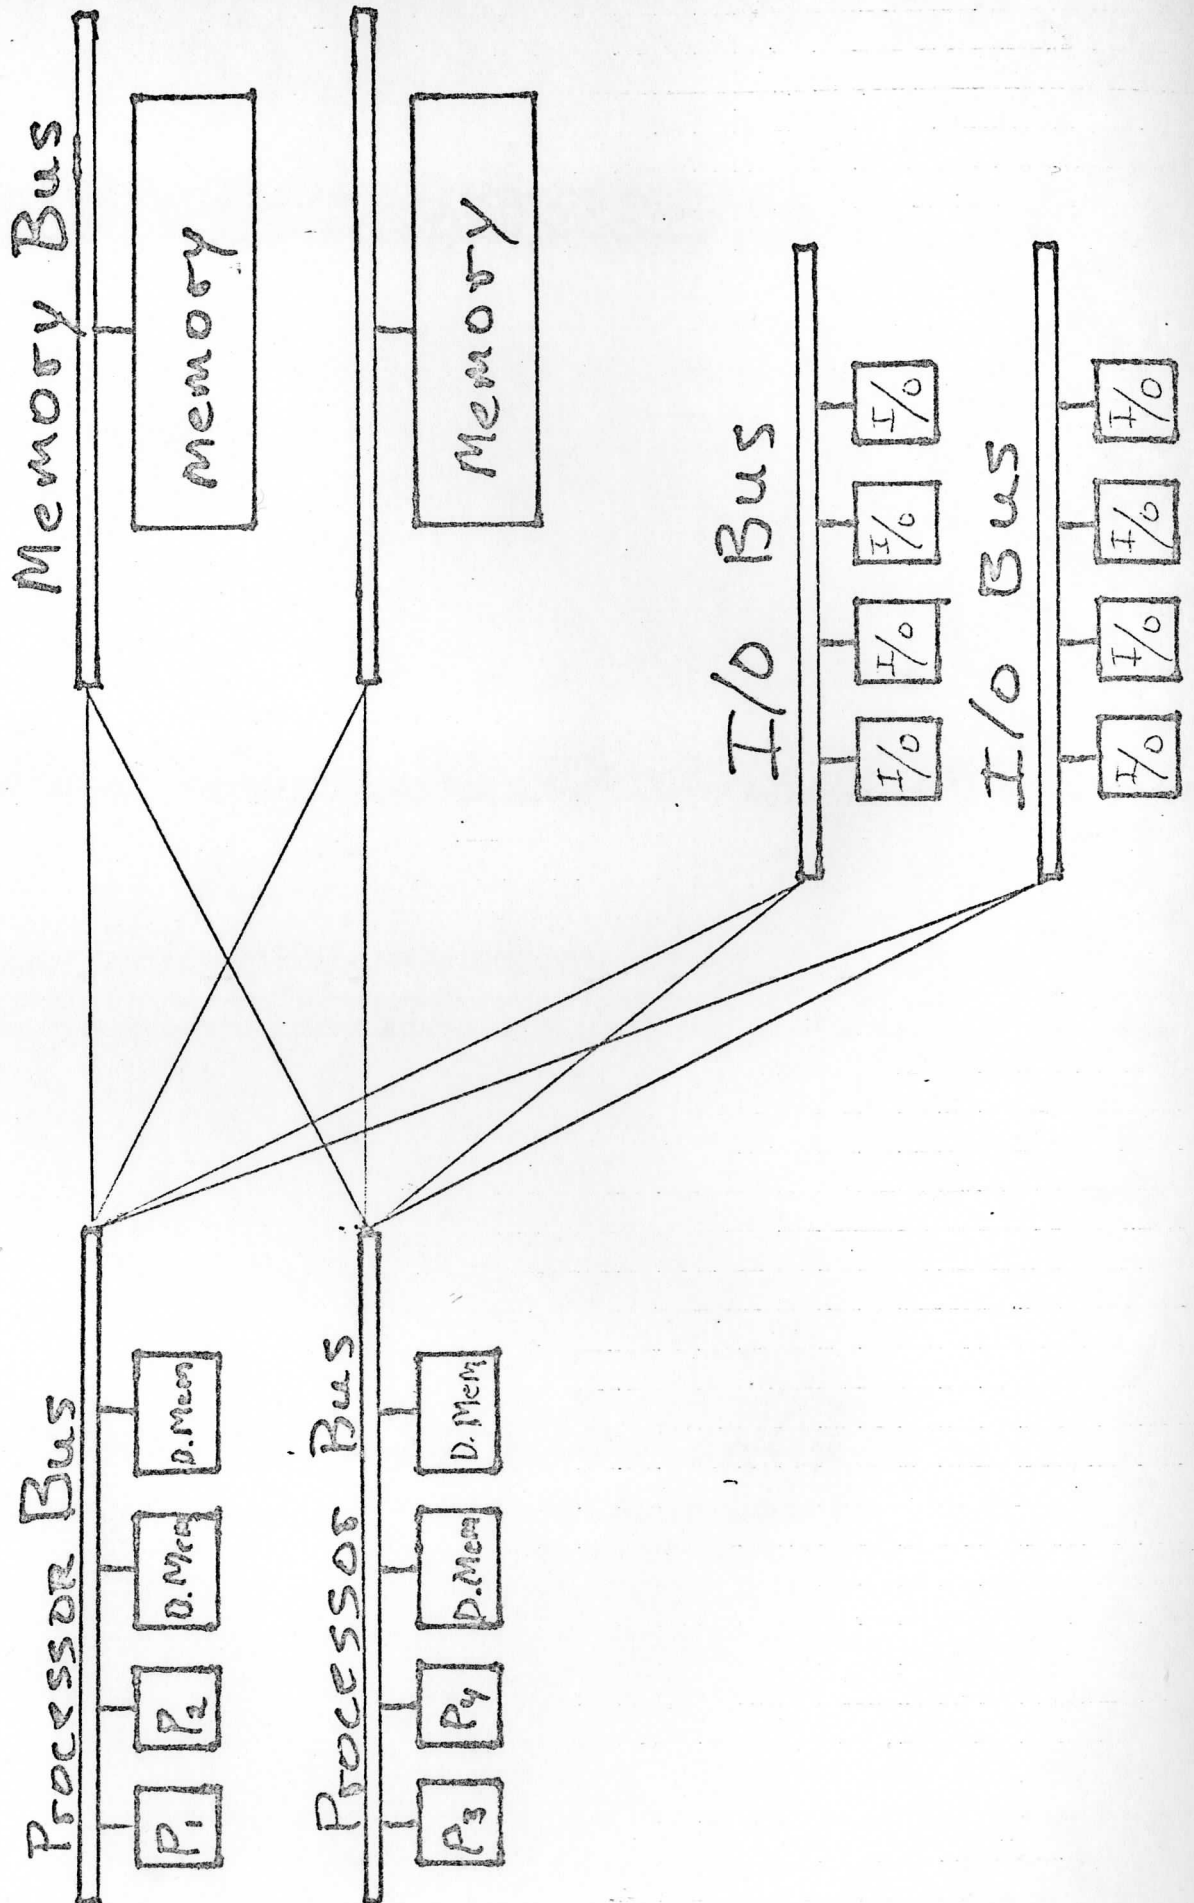 Processor Bus
P1
P2
D.Mem
D.Mem
Memory Bus
Memory
Processor Bus
P3
P4
D.Mem
D.Mem
Memory
I/O Bus
I/O
I/O
I/O
I/O
I/O Bus
I/O
I/O
I/O
I/O